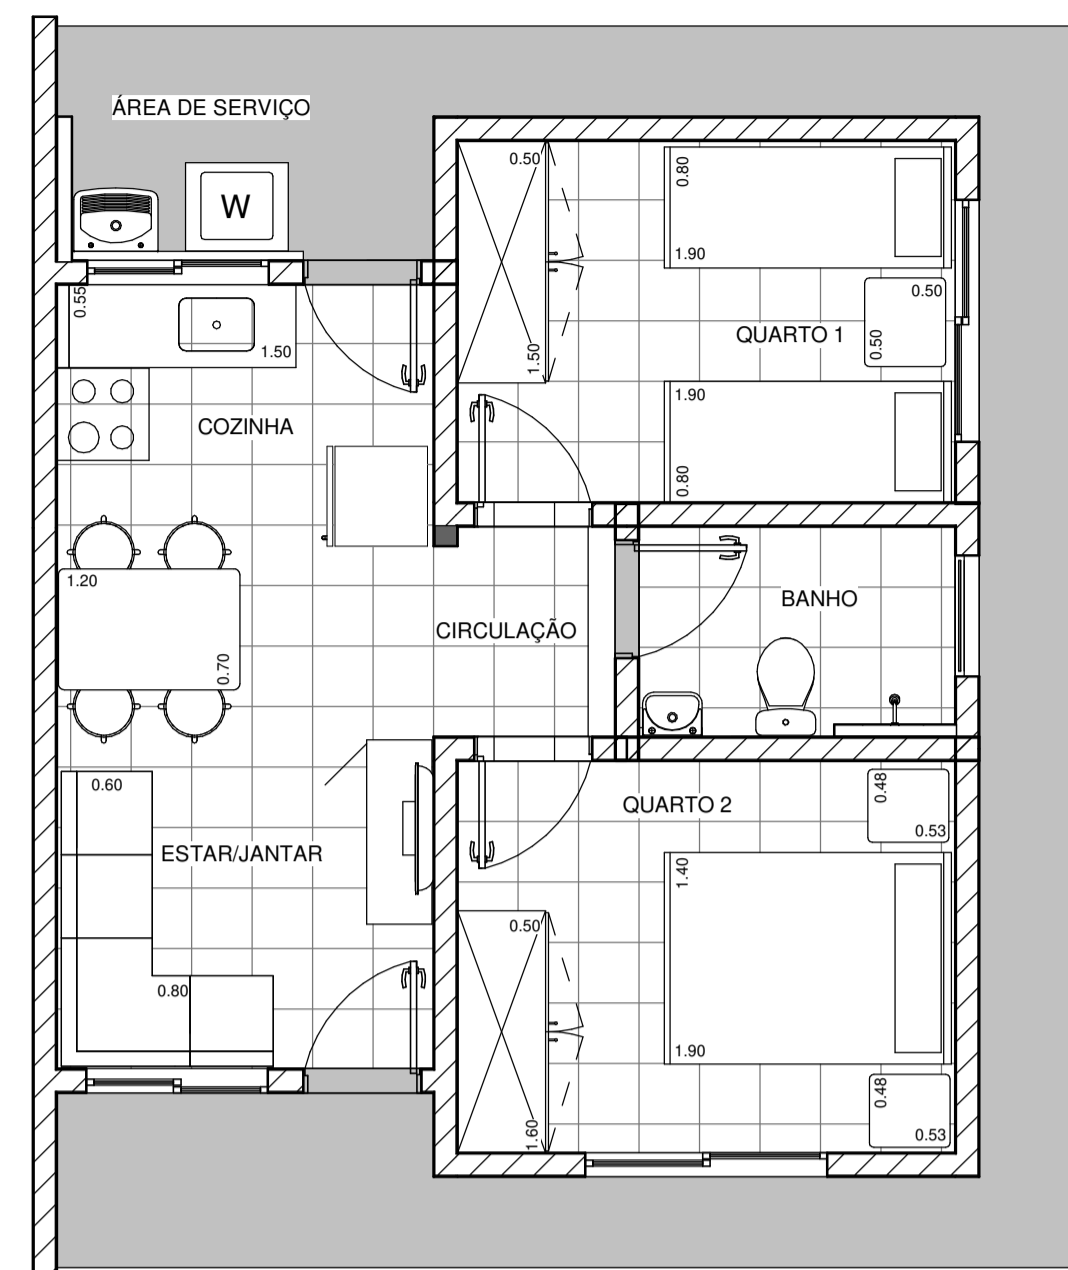 ÁREA DE SERVIÇO
W
0.50
0.80
1.90
0.50
0.50
QUARTO 1
1.50
1.90
0.80
0.55
1.50
COZINHA
1.20
0.70
CIRCULAÇÃO
BANHO
0.60
ESTAR/JANTAR
0.80
QUARTO 2
0.48
0.53
1.40
0.50
1.90
1.60
0.48
0.53